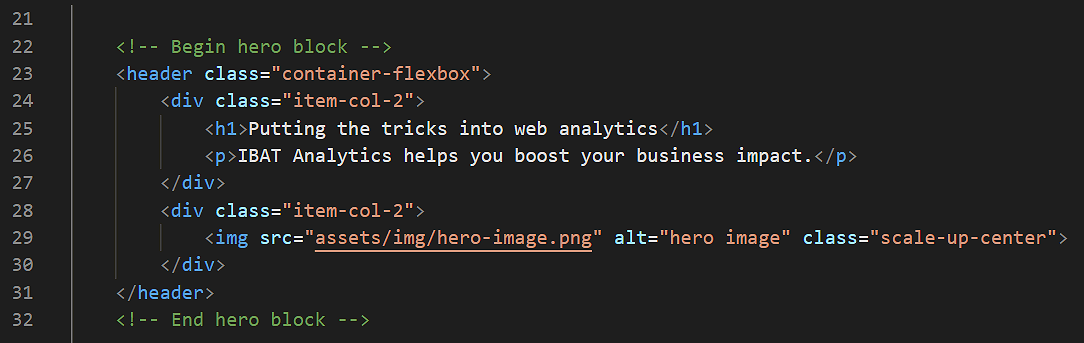 21
22 <!-- Begin hero block -->
23 <header class="container-flexbox">
24 <div class="item-col-2">
25 <h1>Putting the tricks into web analytics</h1>
26 <p>IBAT Analytics helps you boost your business impact.</p>
27 </div>
28 <div class="item-col-2">
29 <img src="assets/img/hero-image.png" alt="hero image" class="scale-up-center">
30 </div>
31 </header>
32 <!-- End hero block -->